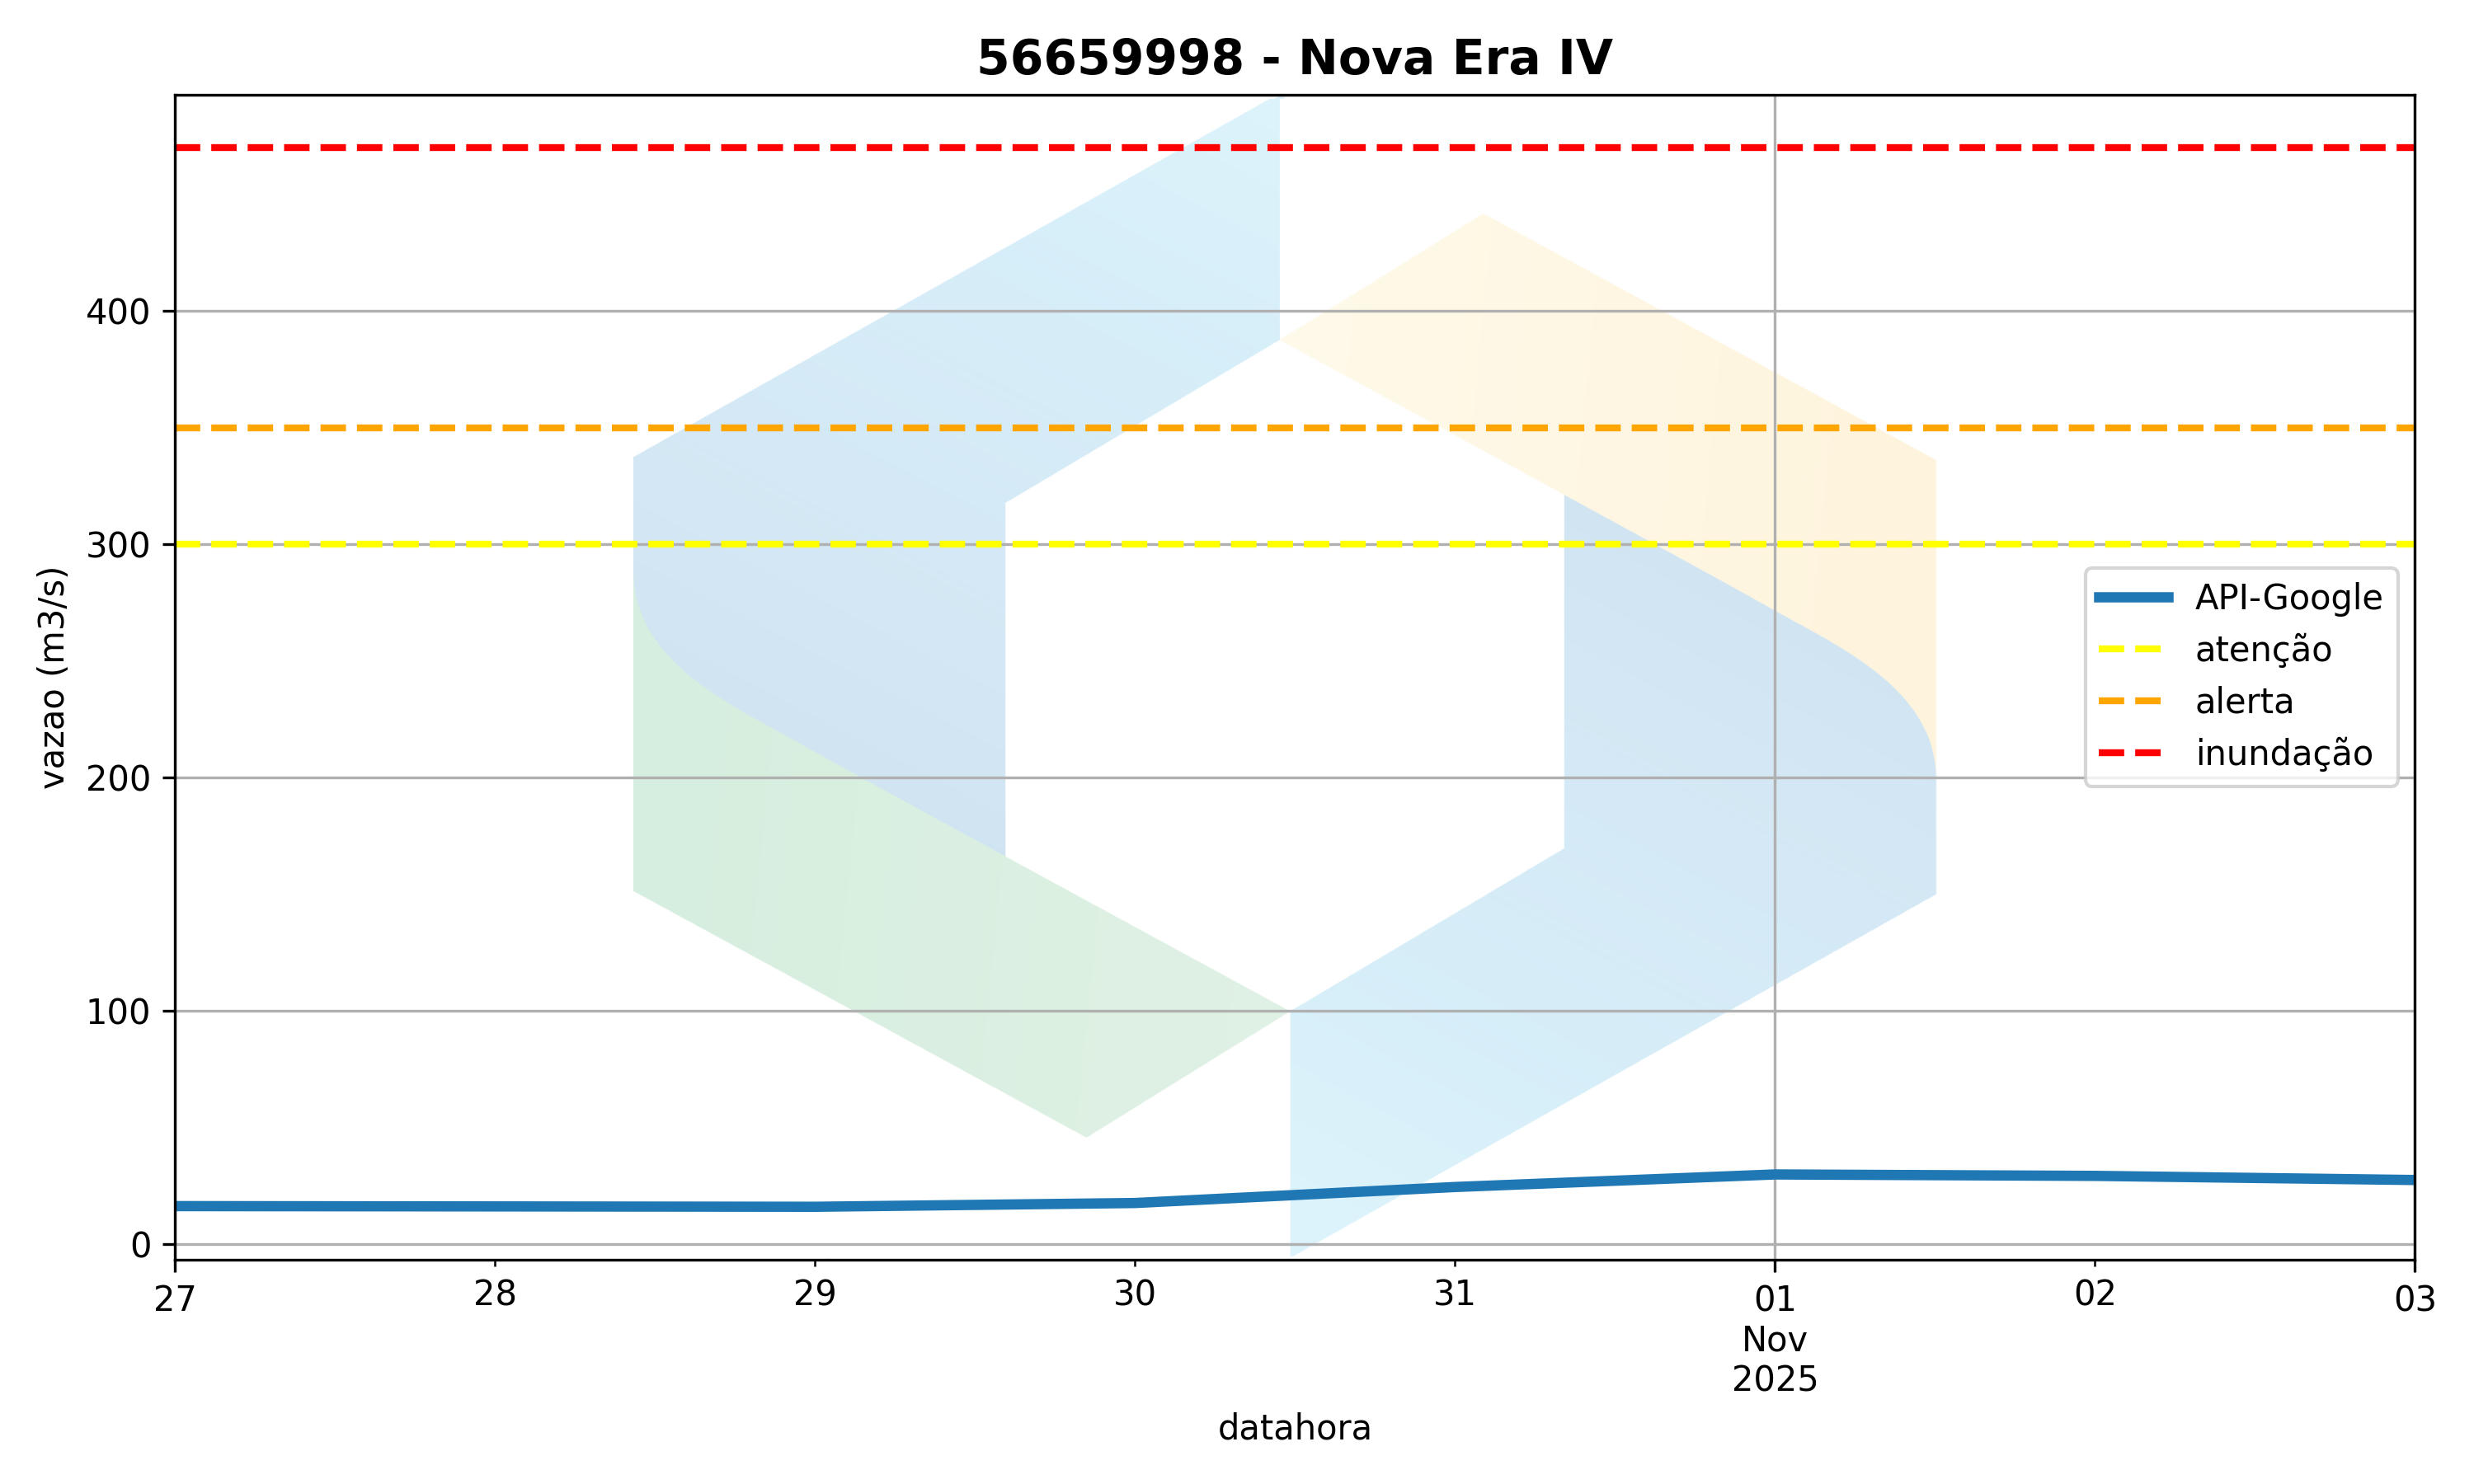 56659998 - Nova Era IV
vazao (m3/s)
400
300
200
100
0
API-Google
atenção
alerta
inundação
27 28 29 30 31 01 02 03
Nov
2025
datahora